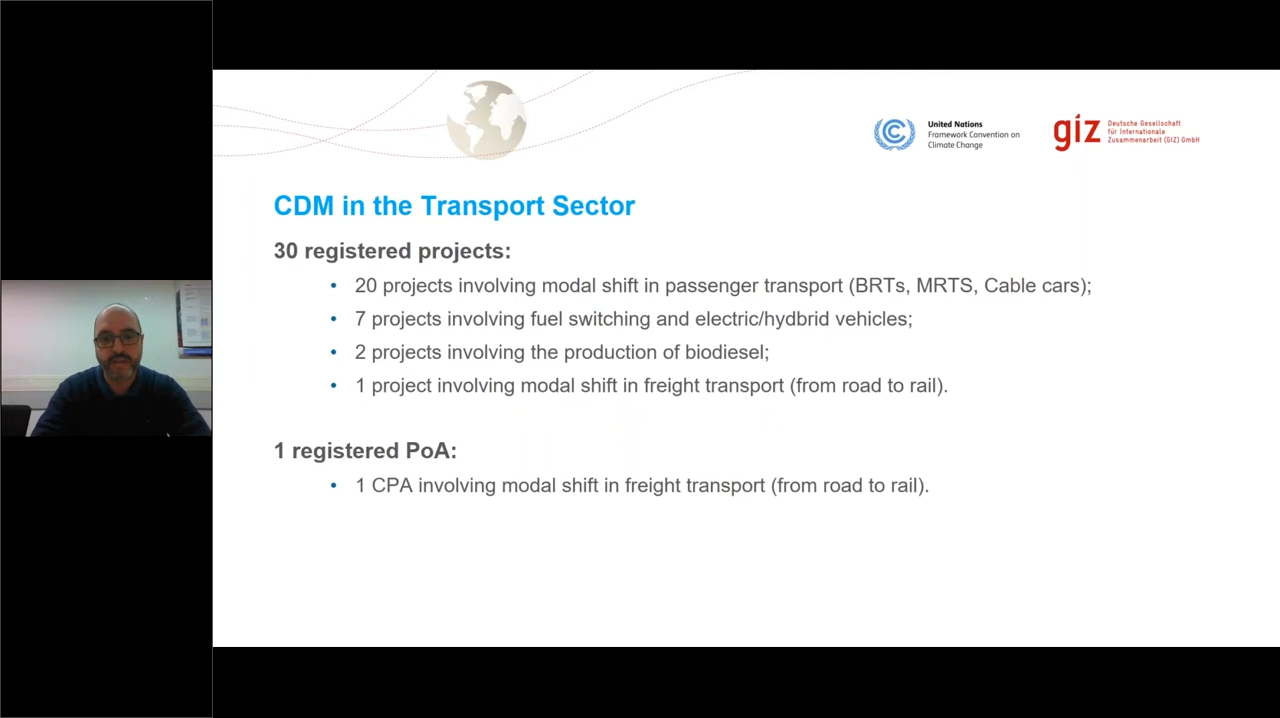 United Nations
Framework Convention on
Climate Change
giz
Deutsche Gesellschaft
für Internationale
Zusammenarbeit (GIZ) GmbH
CDM in the Transport Sector
30 registered projects:
• 20 projects involving modal shift in passenger transport (BRTs, MRTS, Cable cars);
• 7 projects involving fuel switching and electric/hydbrid vehicles;
• 2 projects involving the production of biodiesel;
• 1 project involving modal shift in freight transport (from road to rail).
1 registered PoA:
• 1 CPA involving modal shift in freight transport (from road to rail).